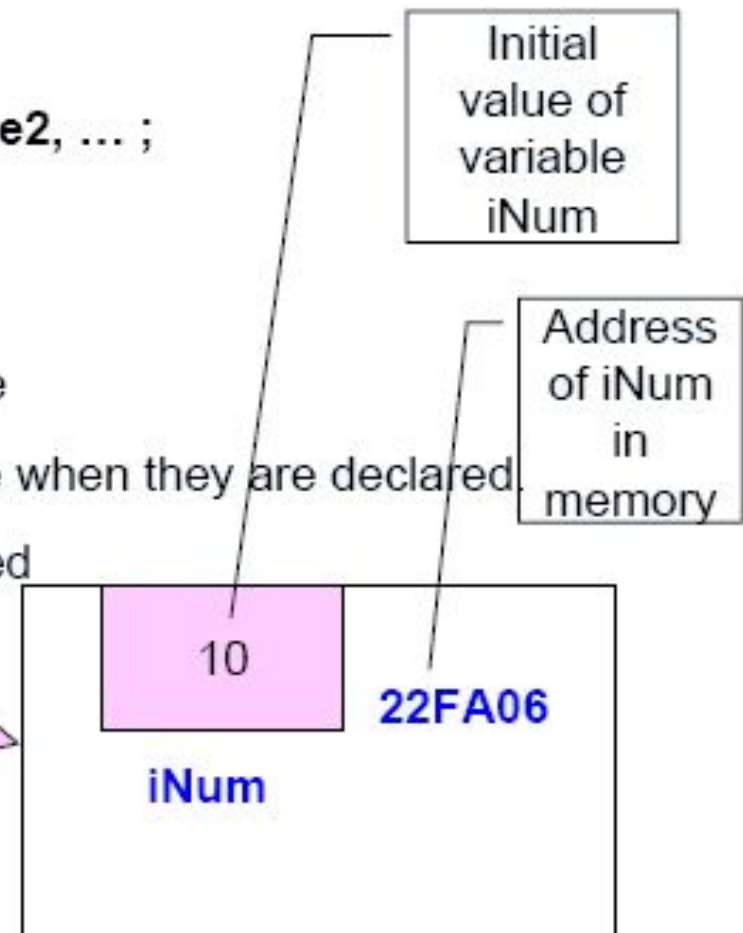 Initial
value of
variable
iNum
e2, ... ;
Address
of iNum
in
memory
e
e when they are declared.
ed
10
22FA06
iNum